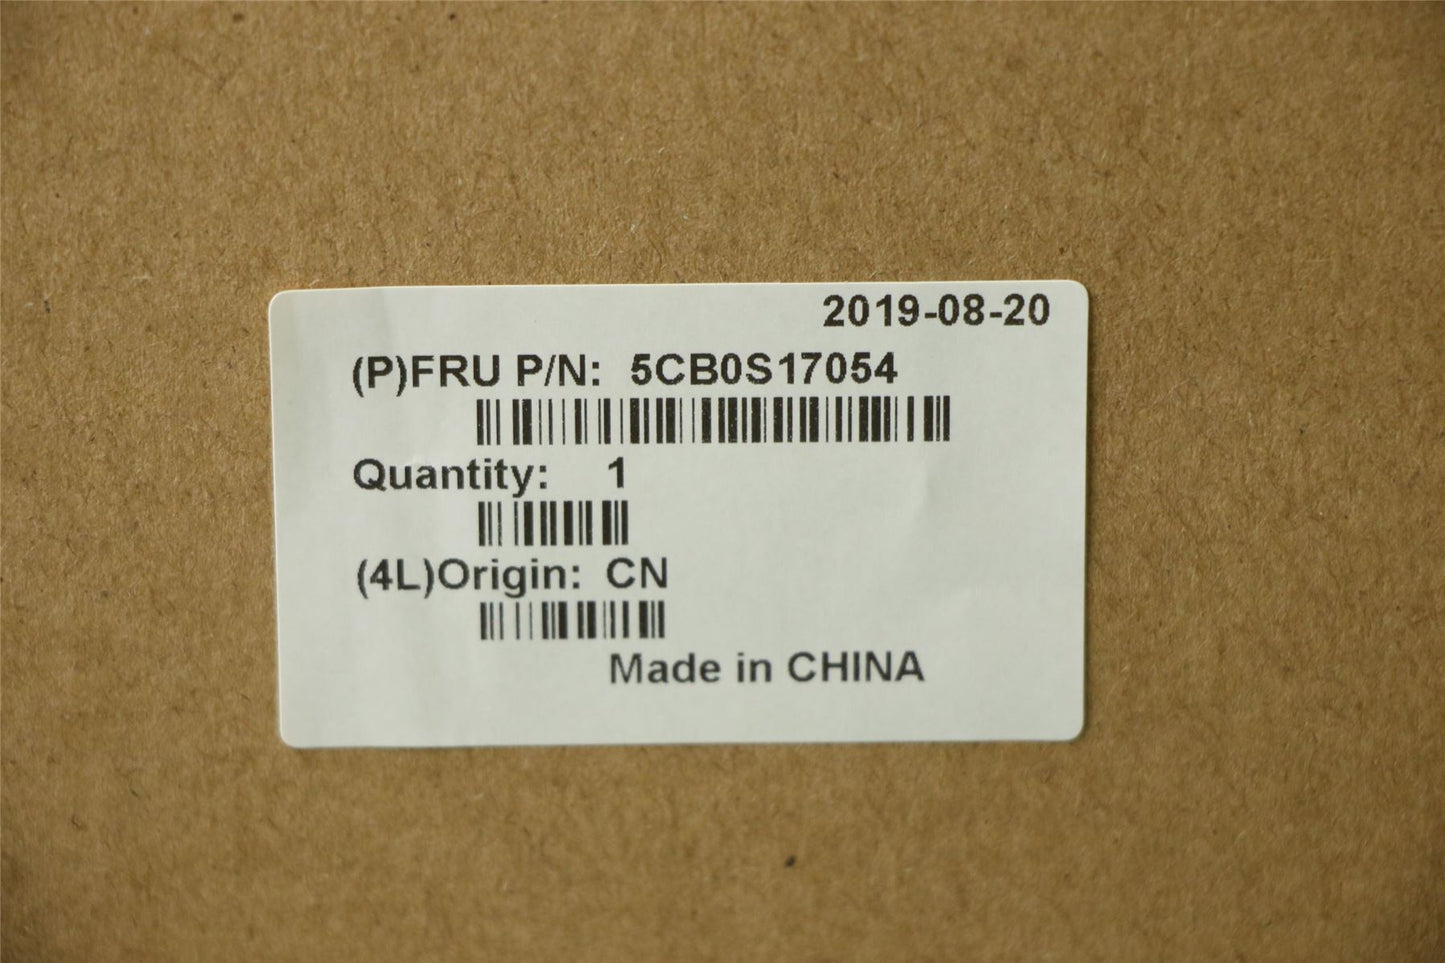 2019-08-20
(P)FRU P/N: 5CB0S17054
Quantity: 1
(4L)Origin: CN
Made in CHINA